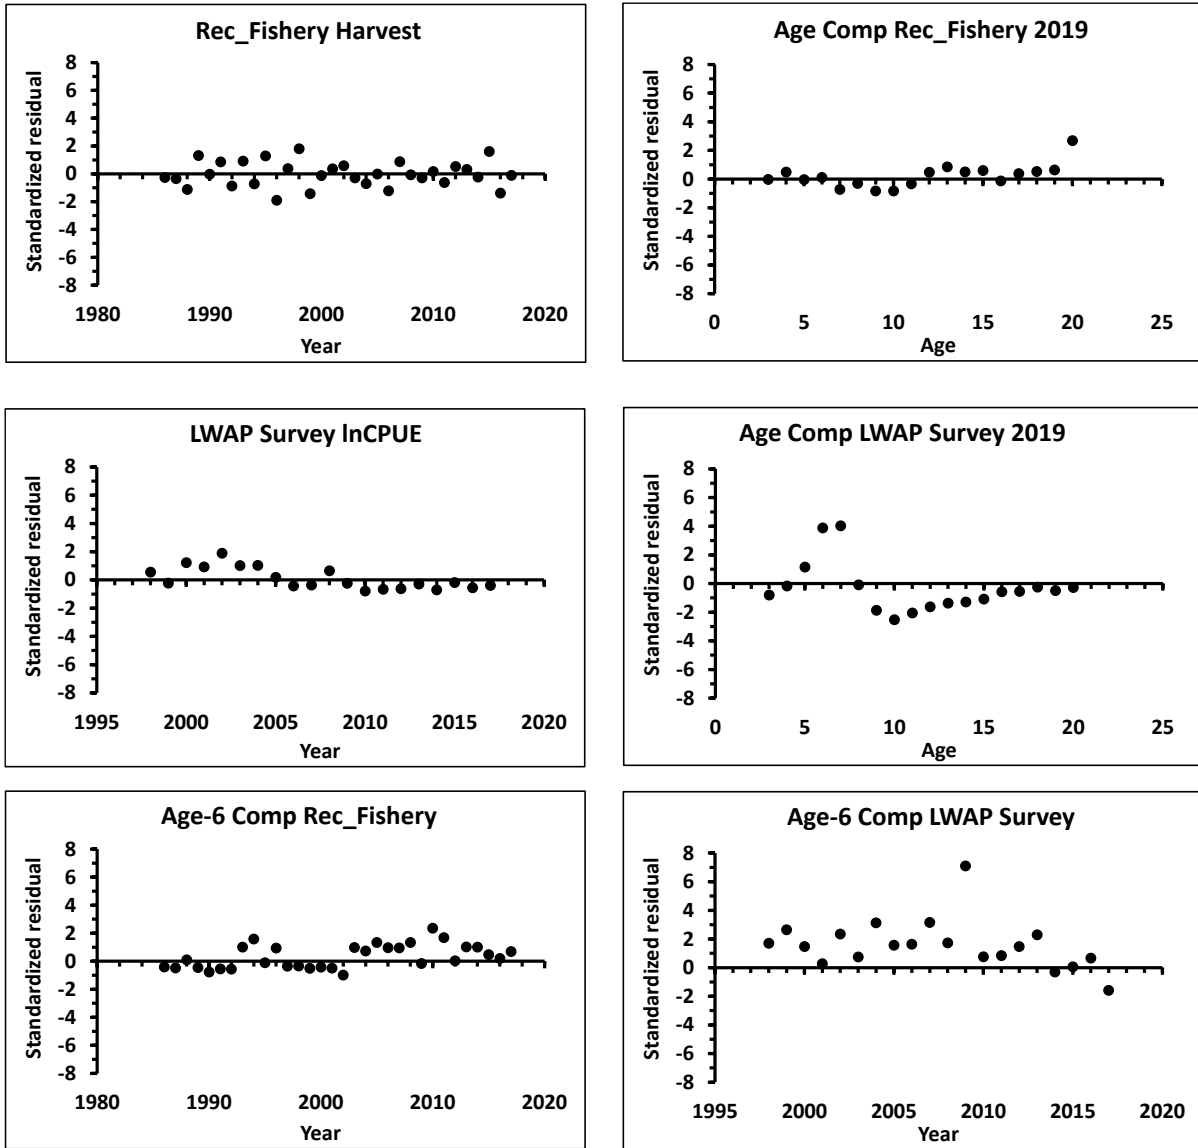 Rec_Fishery Harvest
Standardized residual
8
6
4
2
0
-2
-4
-6
-8
1980 1990 2000 2010 2020
Year
Age Comp Rec_Fishery 2019
Standardized residual
8
6
4
2
0
-2
-4
-6
-8
0 5 10 15 20 25
Age
LWAP Survey lnCPUE
Standardized residual
8
6
4
2
0
-2
-4
-6
-8
1995 2000 2005 2010 2015 2020
Year
Age Comp LWAP Survey 2019
Standardized residual
8
6
4
2
0
-2
-4
-6
-8
0 5 10 15 20 25
Age
Age-6 Comp Rec_Fishery
Standardized residual
8
6
4
2
0
-2
-4
-6
-8
1980 1990 2000 2010 2020
Year
Age-6 Comp LWAP Survey
Standardized residual
8
6
4
2
0
-2
-4
-6
-8
1995 2000 2005 2010 2015 2020
Year